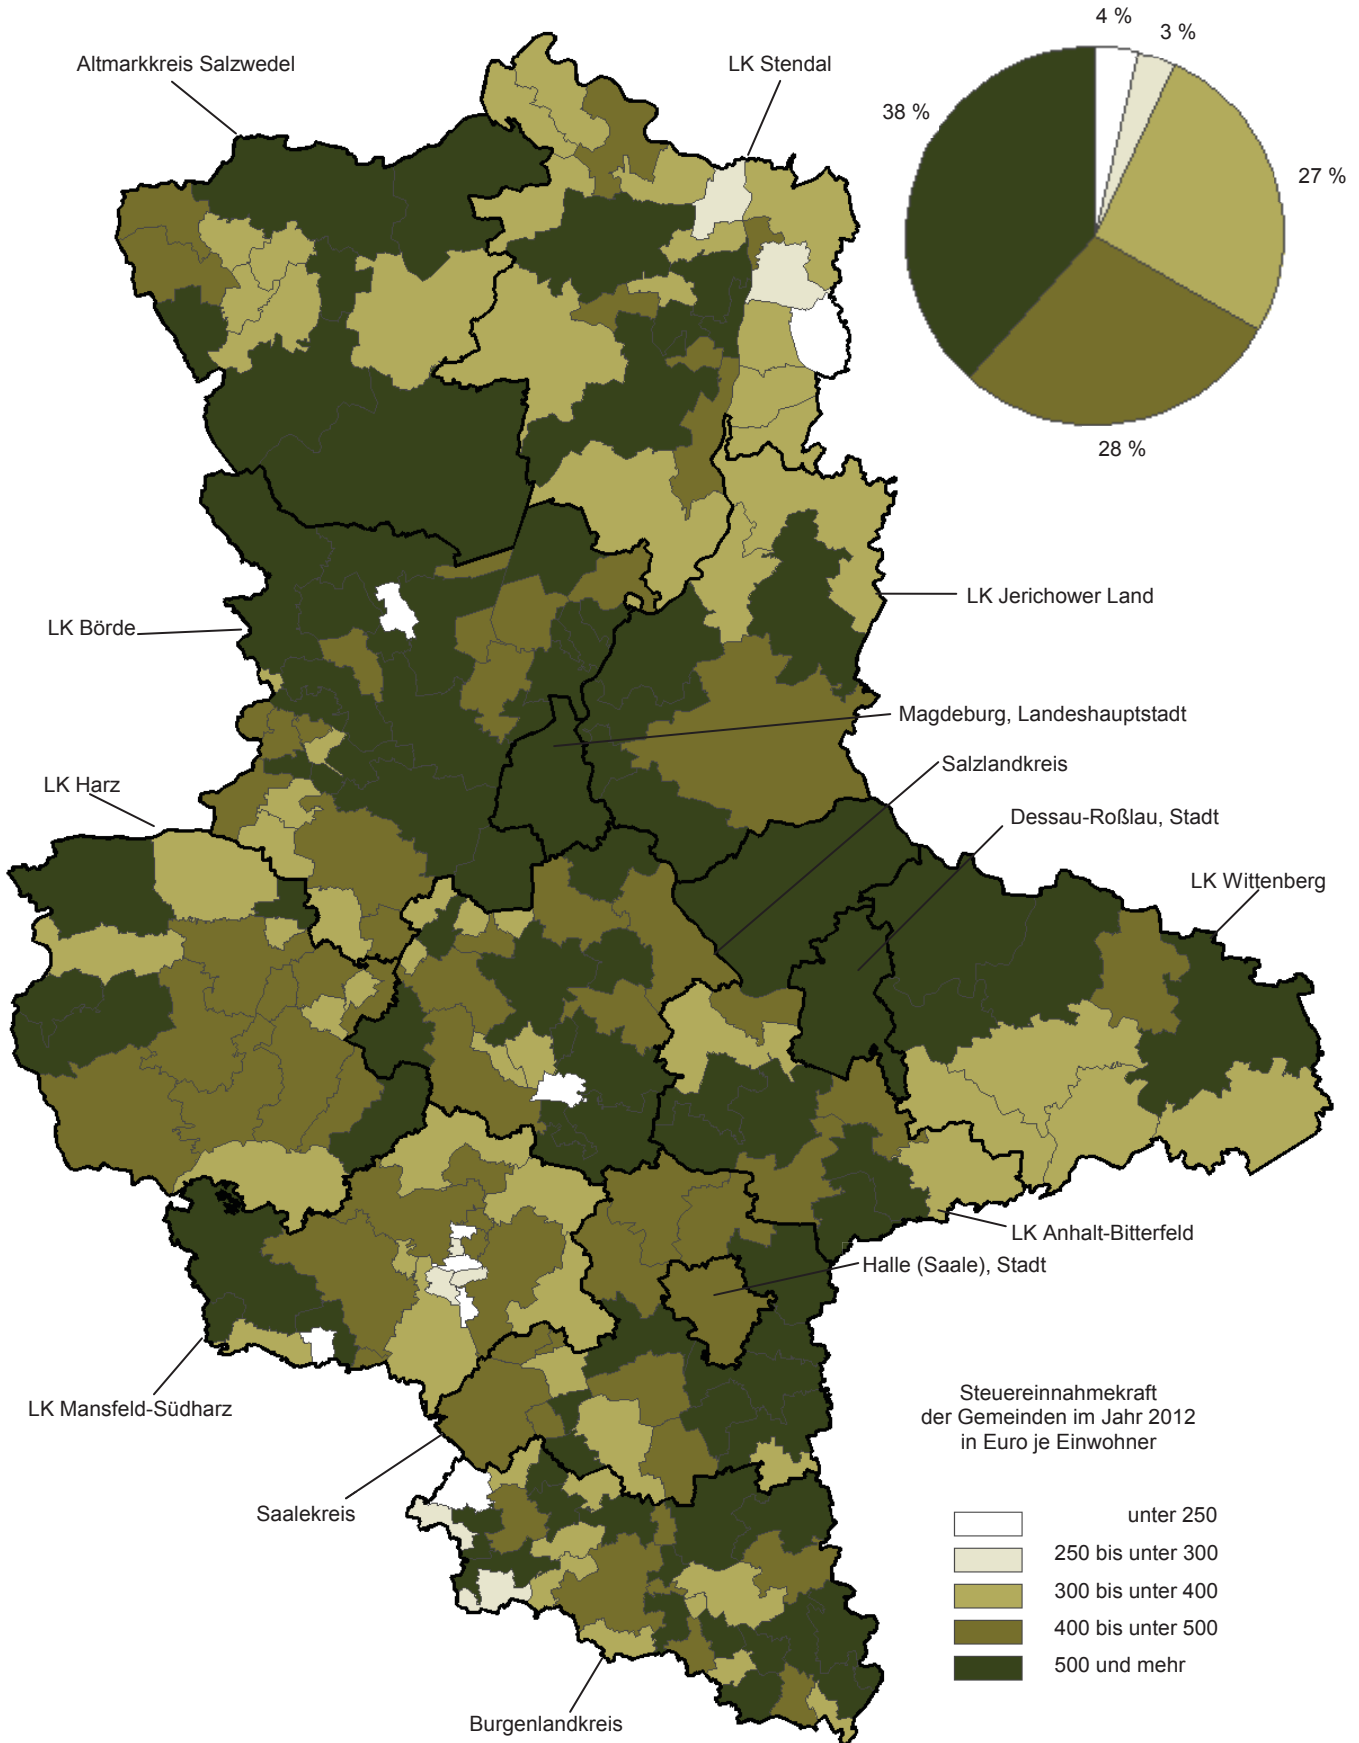 4 %
3 %
Altmarkkreis Salzwedel
LK Stendal
38 %
27 %
28 %
LK Jerichower Land
LK Börde
Magdeburg, Landeshauptstadt
Salzlandkreis
LK Harz
Dessau-Roßlau, Stadt
LK Wittenberg
LK Anhalt-Bitterfeld
Halle (Saale), Stadt
LK Mansfeld-Südharz
Saalekreis
Burgenlandkreis
Steuereinnahmekraft
der Gemeinden im Jahr 2012
in Euro je Einwohner
unter 250
250 bis unter 300
300 bis unter 400
400 bis unter 500
500 und mehr